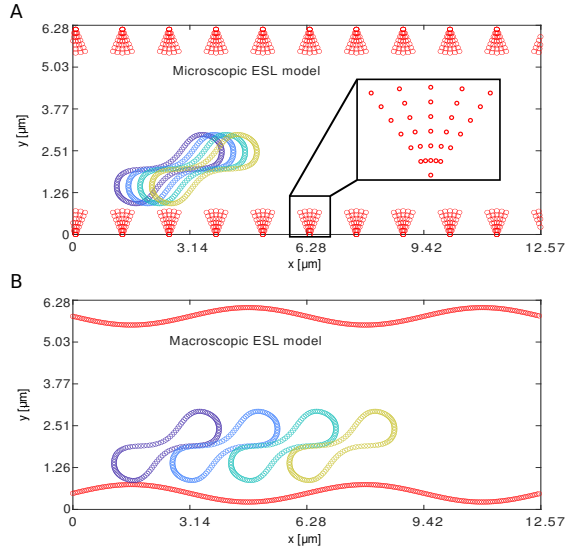 A
6.28
5.03
3.77
2.51
1.26
0
y [µm]
Microscopic ESL model
0
3.14
6.28
9.42
12.57
x [µm]
B
6.28
5.03
3.77
2.51
1.26
0
y [µm]
Macroscopic ESL model
0
3.14
6.28
9.42
12.57
x [µm]